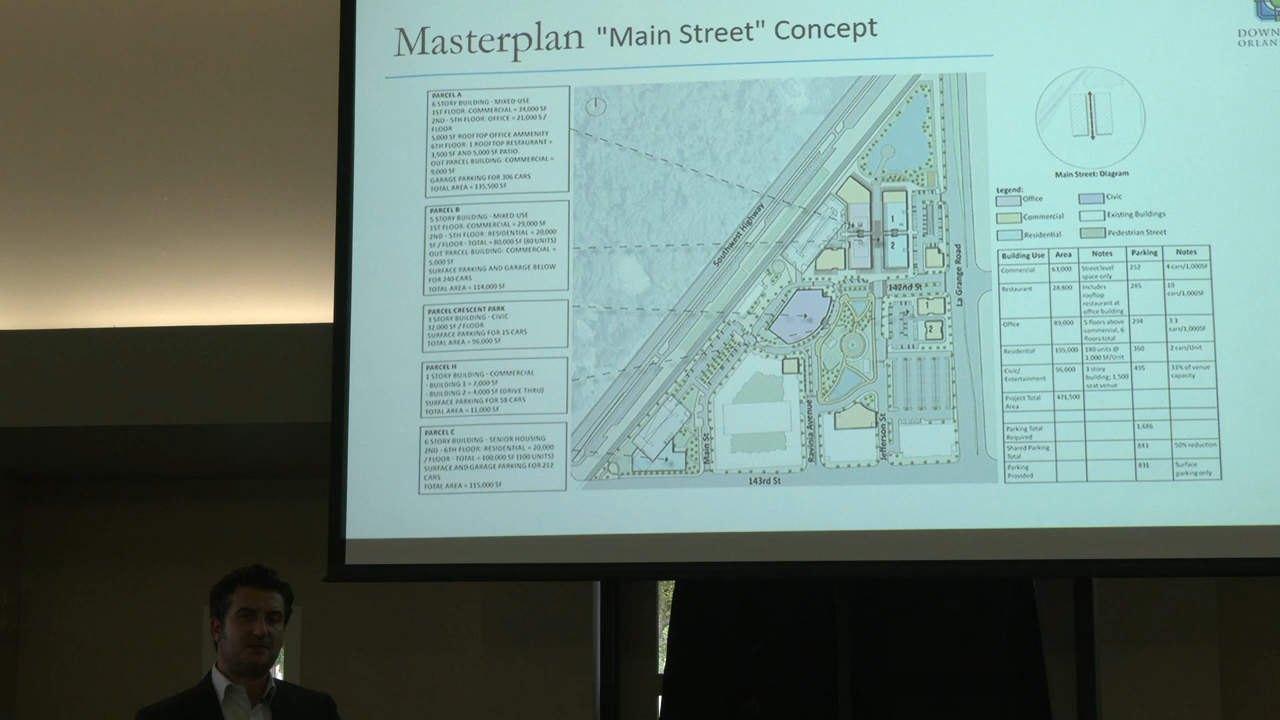 Masterplan "Main Street" Concept
DOWN
ORLAN
PARCEL A
6 STORY BUILDING - MIXED-USE
1ST FLOOR: COMMERCIAL = 34,000 SF
2ND - 5TH FLOOR: OFFICE = 21,000 S /
FLOOR
5,000 SF ROOFTOP OFFICE AMMENITY
6TH FLOOR: 1 ROOFTOP RESTAURANT =
3,500 SF AND 5,000 SF PATIO.
OUT PARCEL BUILDING: COMMERCIAL =
9,000 SF
GARAGE PARKING FOR 306 CARS
TOTAL AREA = 135,500 SF
PARCEL B
5 STORY BUILDING - MIXED-USE
1ST FLOOR: COMMERCIAL = 29,000 SF
2ND - 5TH FLOOR: RESIDENTIAL = 20,000
SF / FLOOR - TOTAL = 80,000 SF (80 UNITS)
OUT PARCEL BUILDING: COMMERCIAL =
5,000 SF
SURFACE PARKING AND GARAGE BELOW
FOR 240 CARS
TOTAL AREA = 114,000 SF
PARCEL CRESCENT PARK
3 STORY BUILDING - CIVIC
32,000 SF / FLOOR
SURFACE PARKING FOR 15 CARS
TOTAL AREA = 96,000 SF
PARCEL H
1 STORY BUILDING - COMMERCIAL
- BUILDING 1 = 7,000 SF
- BUILDING 2 = 4,000 SF (DRIVE THRU)
SURFACE PARKING FOR 58 CARS
TOTAL AREA = 11,000 SF
PARCEL C
6 STORY BUILDING - SENIOR HOUSING
2ND - 6TH FLOOR: RESIDENTIAL = 20,000
/ FLOOR - TOTAL = 100,000 SF (100 UNITS)
SURFACE AND GARAGE PARKING FOR 212
CARS
TOTAL AREA = 115,000 SF
Southwest Highway
1
2
142nd St
La Grange Road
2
Main St
Ravinia Avenue
Jefferson St
143rd St
Main Street: Diagram
Legend:
Office
Civic
Commercial
Existing Buildings
Residential
Pedestrian Street
Building Use Area Notes Parking Notes
Commercial 63,000 Street level space only 252 4 cars/1,000SF
Restaurant 28,800 Includes rooftop restaurant at office building 285 10 cars/1,000SF
Office 89,000 5 floors above commercial, 6 floors total 294 3.3 cars/1,000SF
Residential 195,000 180 units @ 1,000 SF/Unit 360 2 cars/Unit
Civic/ Entertainment 96,000 3 story building; 1,500 seat venue 495 33% of venue capacity
Project Total Area 471,500
Parking Total Required 1,686
Shared Parking Total 841 50% reduction
Parking Provided 831 Surface parking only